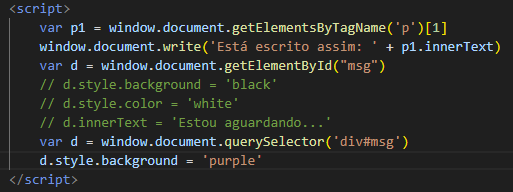 <script>
var p1 = window.document.getElementsByTagName('p')[1]
window.document.write('Está escrito assim: ' + p1.innerText)
var d = window.document.getElementById("msg")
// d.style.background = 'black'
// d.style.color = 'white'
// d.innerText = 'Estou aguardando...'
var d = window.document.querySelector('div#msg')
d.style.background = 'purple'
</script>